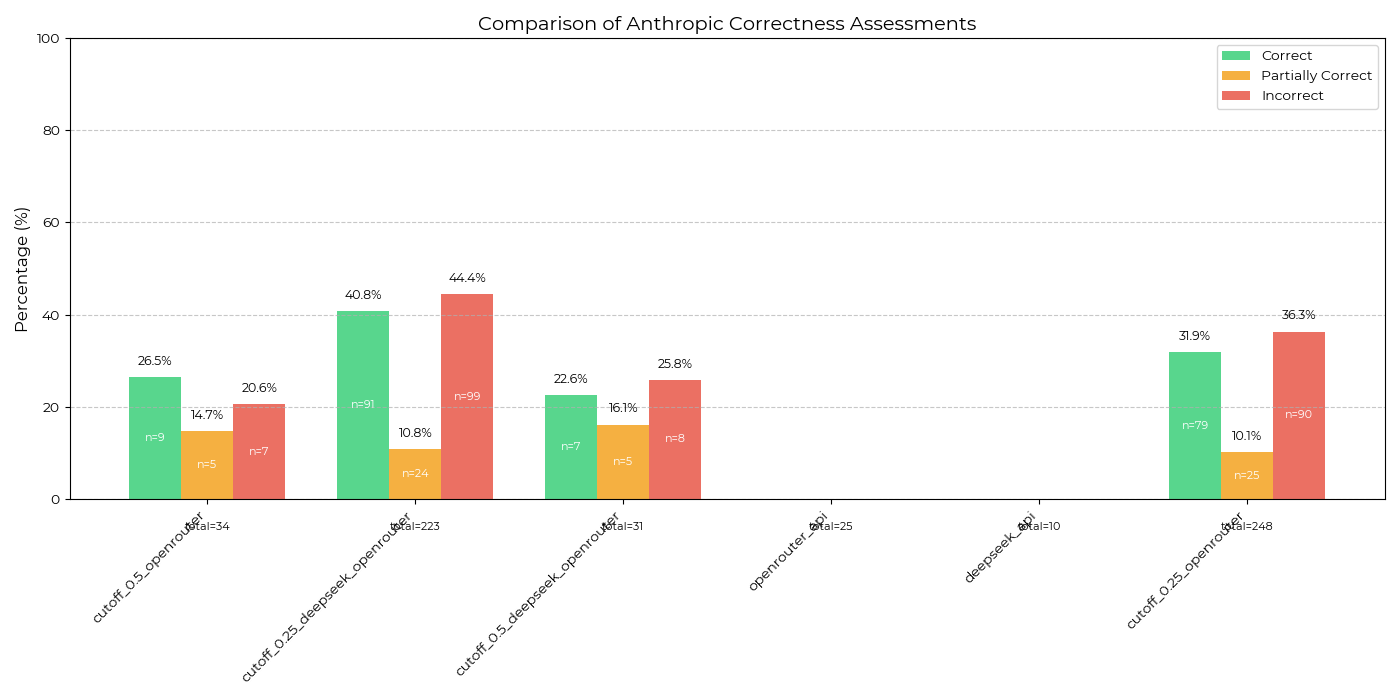 Comparison of Anthropic Correctness Assessments
100
80
60
40
20
0
Percentage (%)
Correct
Partially Correct
Incorrect
26.5%
14.7%
20.6%
n=9
n=5
n=7
40.8%
10.8%
44.4%
n=91
n=24
n=99
22.6%
16.1%
25.8%
n=7
n=5
n=8
31.9%
10.1%
36.3%
n=79
n=25
n=90
total=34
total=223
total=31
total=25
total=10
total=248
cutoff_0.5_openrouter
cutoff_0.25_deepseek_openrouter
cutoff_0.5_deepseek_openrouter
openrouter_api
deepseek_api
cutoff_0.25_openrouter